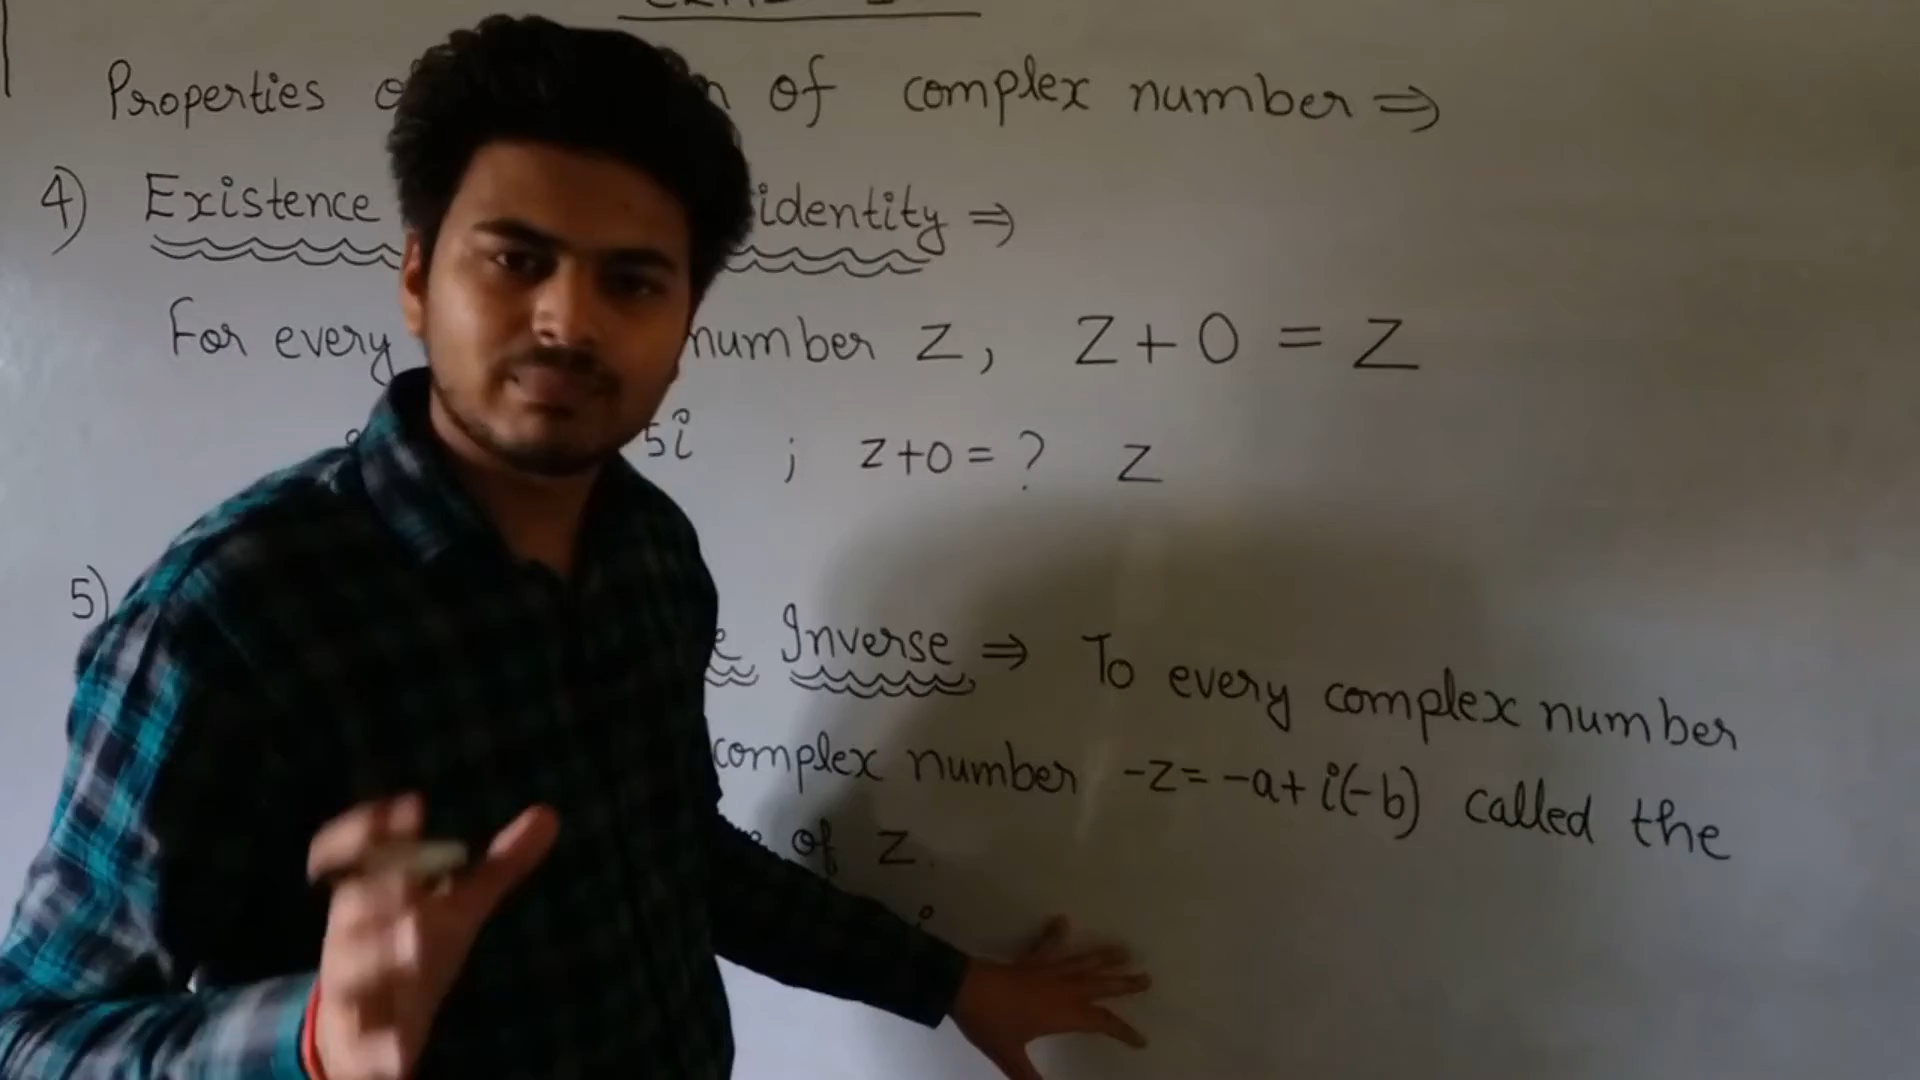 Properties of complex number ⇒
4) Existence identity ⇒
For every number z, z+0 = z
5i ; z+0 = ? z
5) Inverse ⇒ To every complex number
complex number -z = -a+i(-b) called the
of z.